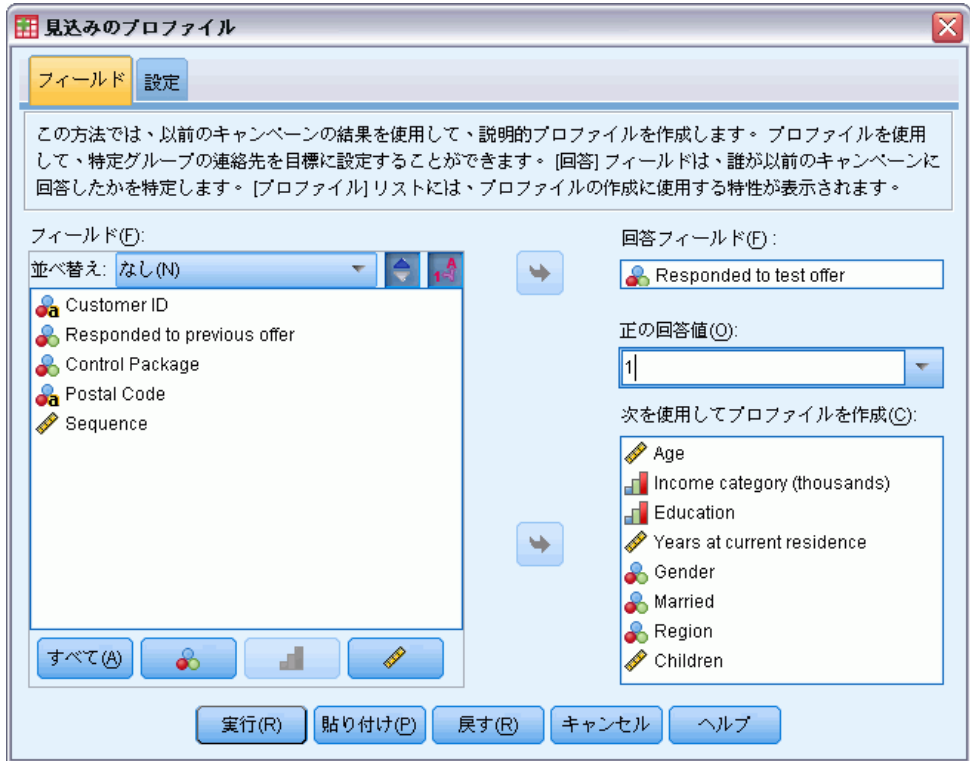 見込みのプロファイル
フィールド 設定
この方法では、以前のキャンペーンの結果を使用して、説明的プロファイルを作成します。 プロファイルを使用
して、特定グループの連絡先を目標に設定することができます。 [回答] フィールドは、誰が以前のキャンペーンに
回答したかを特定します。 [プロファイル] リストには、プロファイルの作成に使用する特性が表示されます。
フィールド(F):
並べ替え: なし(N)
Customer ID
Responded to previous offer
Control Package
Postal Code
Sequence
すべて(A)
回答フィールド(F) :
Responded to test offer
正の回答値(O):
1
次を使用してプロファイルを作成(C):
Age
Income category (thousands)
Education
Years at current residence
Gender
Married
Region
Children
実行(R) 貼り付け(P) 戻す(R) キャンセル ヘルプ